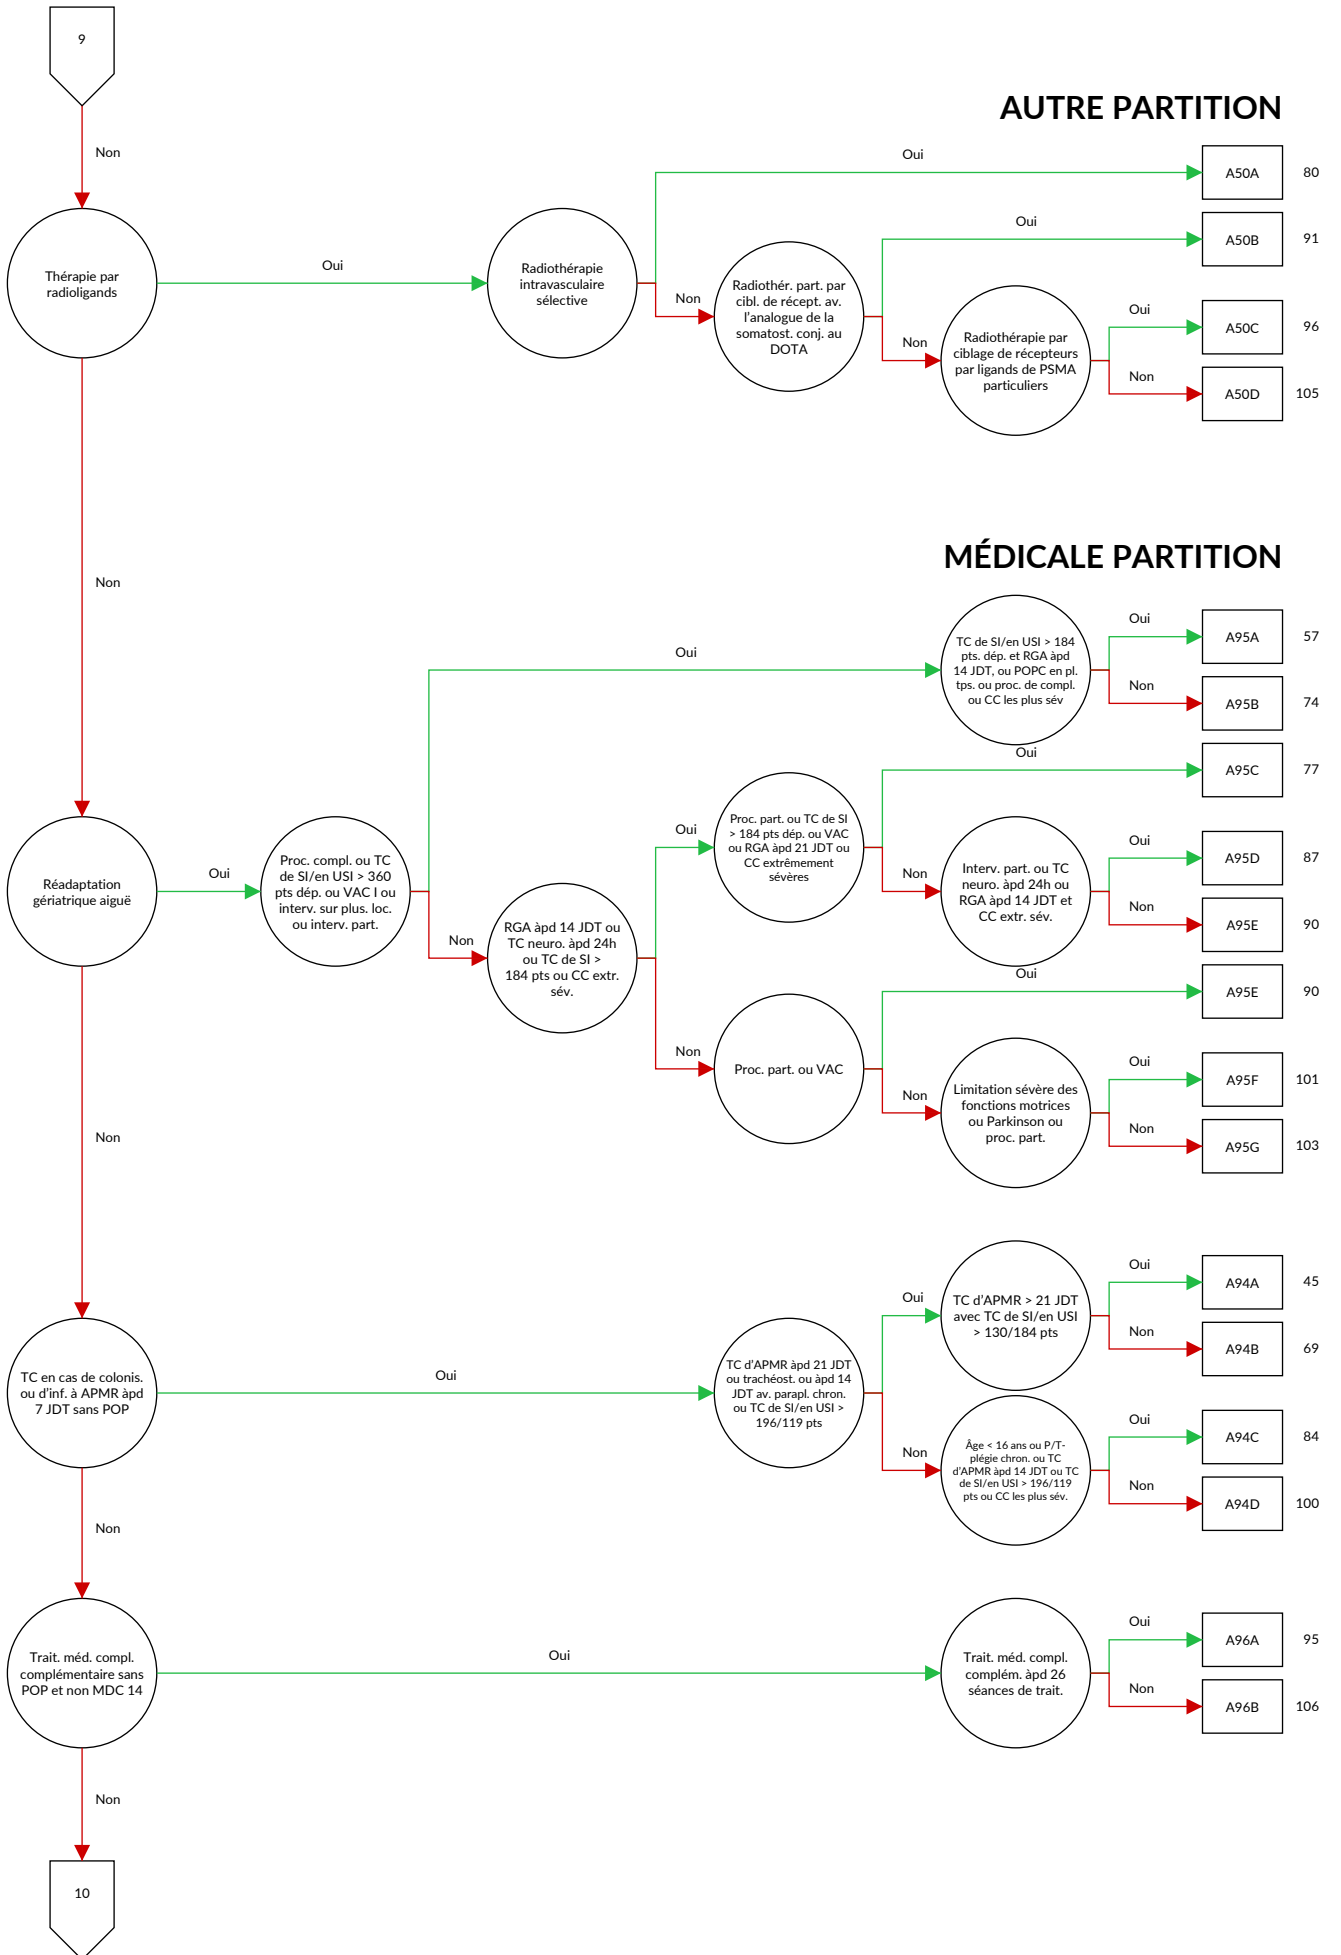 9
AUTRE PARTITION
Non
Oui
A50A
80
Oui
A50B
91
Thérapie par
radioligands
Oui
Radiothérapie
intravasculaire
sélective
Non
Radiothér. part. par
cibl. de récept. av.
l'analogue de la
somatost. conj. au
DOTA
Non
Radiothérapie par
ciblage de récepteurs
par ligands de PSMA
particuliers
Oui
A50C
96
Non
A50D
105
MÉDICALE PARTITION
Non
Oui
TC de SI/en USI > 184
pts. dép. et RGA àpd
14 JDT, ou POPC en pl.
tps. ou proc. de compl.
ou CC les plus sév
Oui
A95A
57
Non
A95B
74
Oui
A95C
77
Réadaptation
gériatrique aiguë
Oui
Proc. compl. ou TC
de SI/en USI > 360
pts dép. ou VAC I ou
interv. sur plus. loc.
ou interv. part.
Non
RGA àpd 14 JDT ou
TC neuro. àpd 24h
ou TC de SI >
184 pts ou CC extr.
sév.
Oui
Proc. part. ou TC de SI
> 184 pts dép. ou VAC
ou RGA àpd 21 JDT ou
CC extrêmement
sévères
Non
Interv. part. ou TC
neuro. àpd 24h ou
RGA àpd 14 JDT et
CC extr. sév.
Oui
A95D
87
Non
A95E
90
Oui
A95E
90
Non
Proc. part. ou VAC
Non
Limitation sévère des
fonctions motrices
ou Parkinson ou
proc. part.
Oui
A95F
101
Non
A95G
103
Non
TC en cas de colonis.
ou d'inf. à APMR àpd
7 JDT sans POP
Oui
TC d'APMR àpd 21 JDT
ou trachéost. ou àpd 14
JDT av. parapl. chron.
ou TC de SI/en USI >
196/119 pts
Oui
TC d'APMR > 21 JDT
avec TC de SI/en USI
> 130/184 pts
Oui
A94A
45
Non
A94B
69
Non
Âge < 16 ans ou P/T-
plégie chron. ou TC
d'APMR àpd 14 JDT ou TC
de SI/en USI > 196/119
pts ou CC les plus sév.
Oui
A94C
84
Non
A94D
100
Non
Trait. méd. compl.
complémentaire sans
POP et non MDC 14
Oui
Trait. méd. compl.
complém. àpd 26
séances de trait.
Oui
A96A
95
Non
A96B
106
Non
10